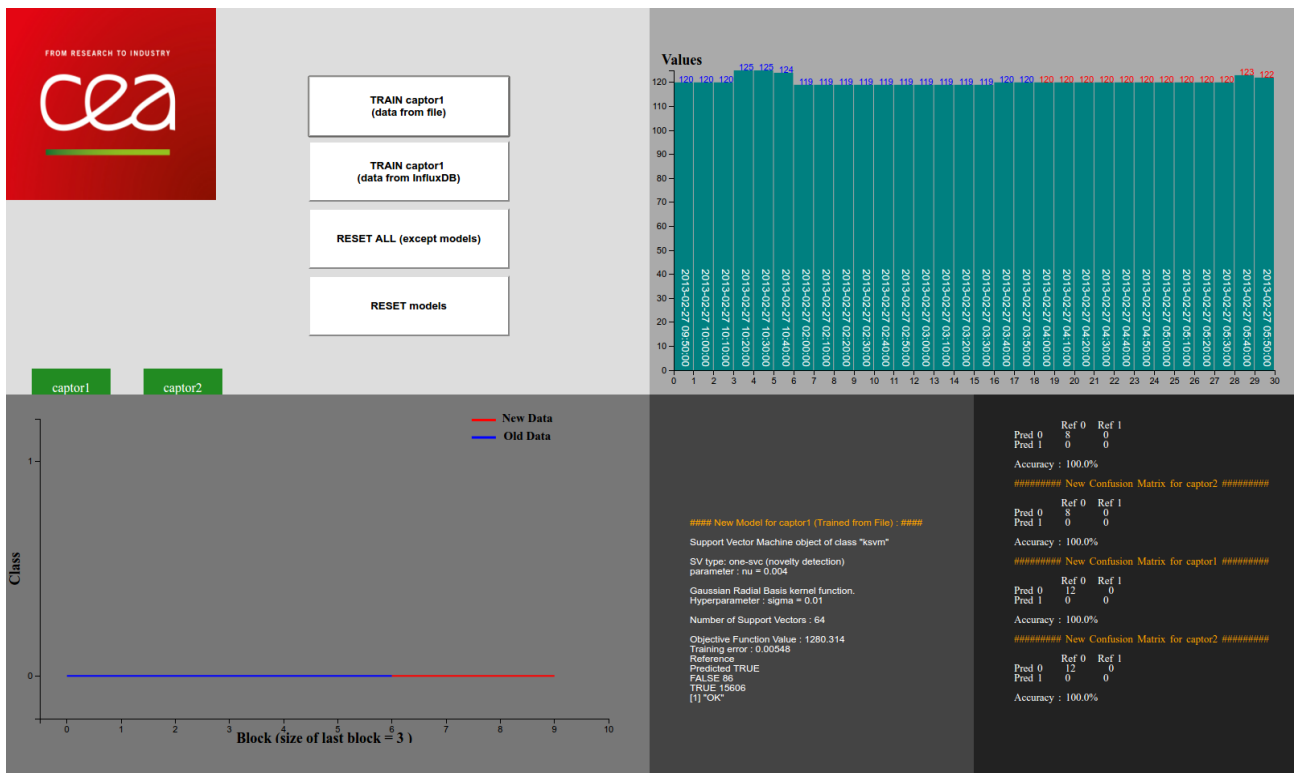 FROM RESEARCH TO INDUSTRY
cea
TRAIN captor1
(data from file)
TRAIN captor1
(data from InfluxDB)
RESET ALL (except models)
RESET models
captor1
captor2
Values
120 120 120 125 125 124 119 119 119 119 119 119 119 119 119 119 120 120 120 120 120 120 120 120 120 120 120 120 123 122
120
110
100
90
80
70
60
50
40
30
20
10
0
2013-02-27 09:50:00
2013-02-27 10:00:00
2013-02-27 10:10:00
2013-02-27 10:20:00
2013-02-27 10:30:00
2013-02-27 10:40:00
2013-02-27 02:00:00
2013-02-27 02:10:00
2013-02-27 02:20:00
2013-02-27 02:30:00
2013-02-27 02:40:00
2013-02-27 02:50:00
2013-02-27 03:00:00
2013-02-27 03:10:00
2013-02-27 03:20:00
2013-02-27 03:30:00
2013-02-27 03:40:00
2013-02-27 03:50:00
2013-02-27 04:00:00
2013-02-27 04:10:00
2013-02-27 04:20:00
2013-02-27 04:30:00
2013-02-27 04:40:00
2013-02-27 04:50:00
2013-02-27 05:00:00
2013-02-27 05:10:00
2013-02-27 05:20:00
2013-02-27 05:30:00
2013-02-27 05:40:00
2013-02-27 05:50:00
0 1 2 3 4 5 6 7 8 9 10 11 12 13 14 15 16 17 18 19 20 21 22 23 24 25 26 27 28 29 30
New Data
Old Data
1
Class
0
0 1 2 3 4 5 6 7 8 9 10
Block (size of last block = 3 )
#### New Model for captor1 (Trained from File) : ####
Support Vector Machine object of class "ksvm"
SV type: one-svc (novelty detection)
parameter : nu = 0.004
Gaussian Radial Basis kernel function.
Hyperparameter : sigma = 0.01
Number of Support Vectors : 64
Objective Function Value : 1280.314
Training error : 0.00548
Reference
Predicted TRUE
FALSE 86
TRUE 15606
[1] "OK"
Ref 0 Ref 1
Pred 0 8 0
Pred 1 0 0
Accuracy : 100.0%
######### New Confusion Matrix for captor2 #########
Ref 0 Ref 1
Pred 0 8 0
Pred 1 0 0
Accuracy : 100.0%
######### New Confusion Matrix for captor1 #########
Ref 0 Ref 1
Pred 0 12 0
Pred 1 0 0
Accuracy : 100.0%
######### New Confusion Matrix for captor2 #########
Ref 0 Ref 1
Pred 0 12 0
Pred 1 0 0
Accuracy : 100.0%